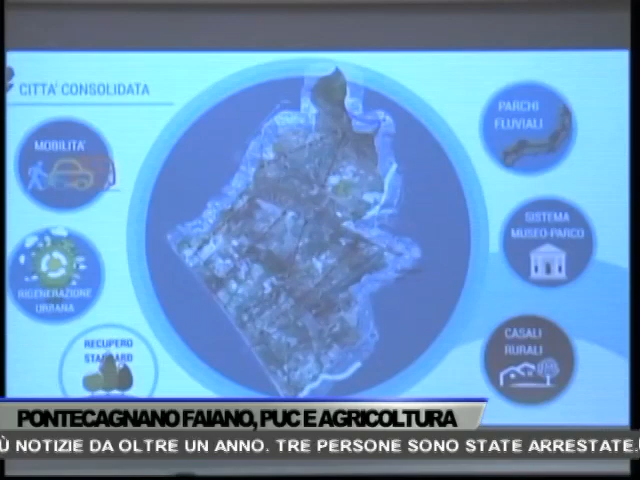 CITTA' CONSOLIDATA
MOBILITA'
RIGENERAZIONE
URBANA
RECUPERO
STANDARD
PARCHI
FLUVIALI
SISTEMA
MUSEO-PARCO
CASALI
RURALI
PONTECAGNANO FAIANO, PUC E AGRICOLTURA
Ù NOTIZIE DA OLTRE UN ANNO. TRE PERSONE SONO STATE ARRESTATE.